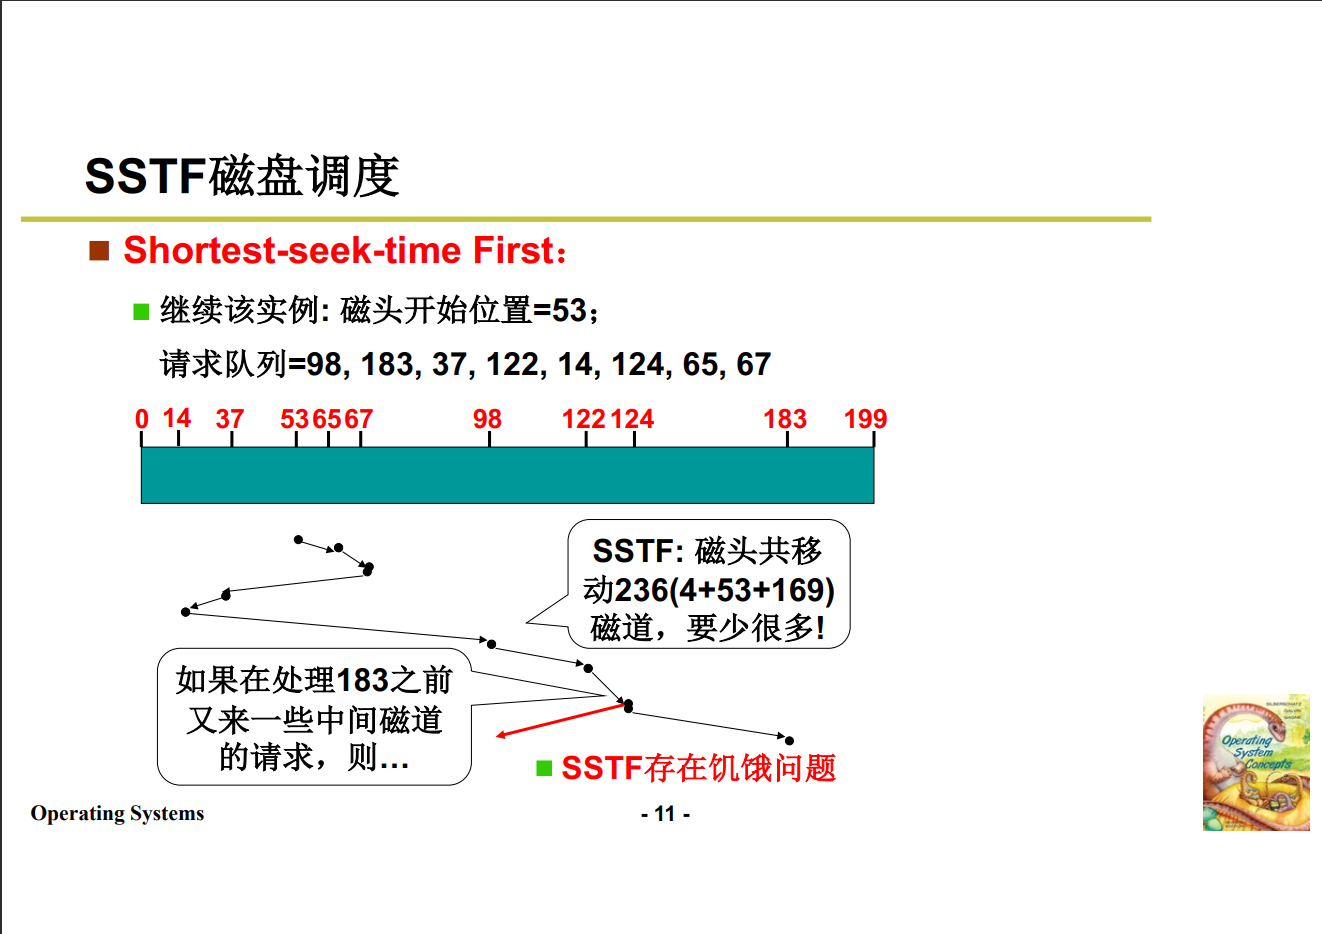 SSTF磁盘调度
Shortest-seek-time First：
继续该实例: 磁头开始位置=53；
请求队列=98, 183, 37, 122, 14, 124, 65, 67
0 14 37 53 65 67 98 122 124 183 199
SSTF: 磁头共移
动236(4+53+169)
磁道，要少很多!
如果在处理183之前
又来一些中间磁道
的请求，则...
SSTF存在饥饿问题
Operating Systems
- 11 -
SILBERSCHATZ
GALVIN
GAGNE
Operating
System
Concepts